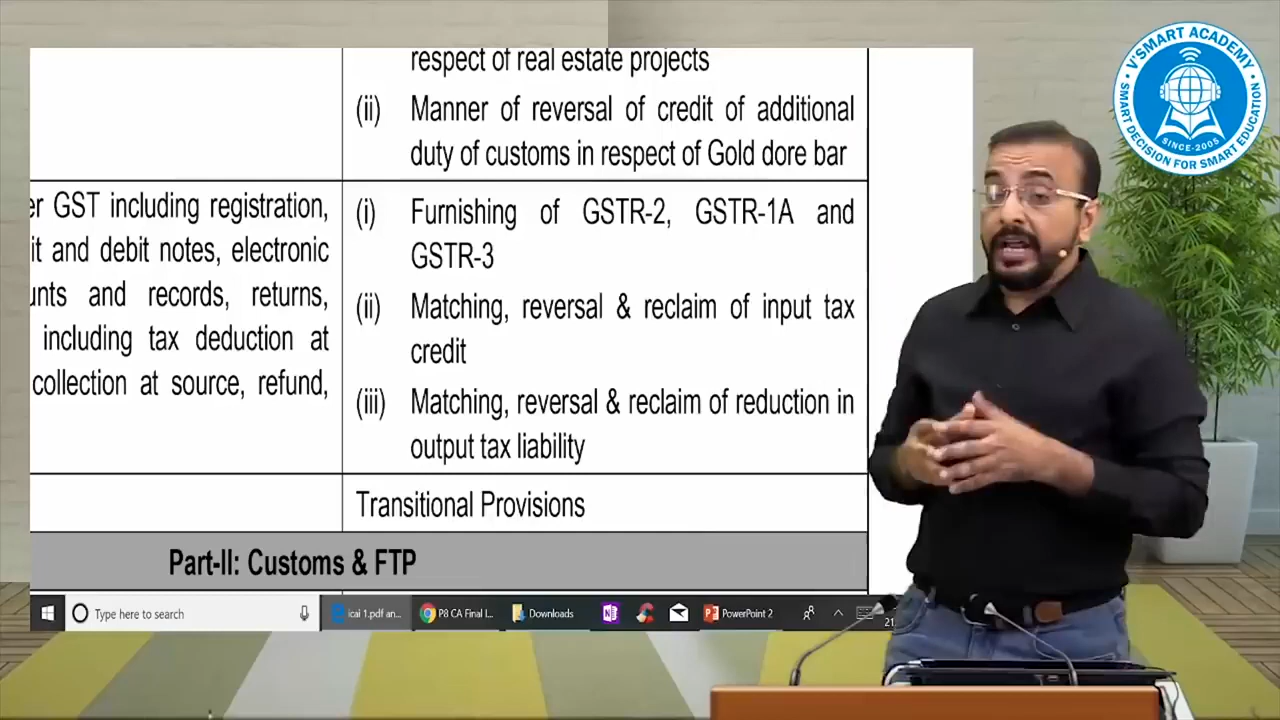 respect of real estate projects
(ii) Manner of reversal of credit of additional
duty of customs in respect of Gold dore bar
er GST including registration,
it and debit notes, electronic
unts and records, returns,
including tax deduction at
collection at source, refund,
(i) Furnishing of GSTR-2, GSTR-1A and
GSTR-3
(ii) Matching, reversal & reclaim of input tax
credit
(iii) Matching, reversal & reclaim of reduction in
output tax liability
Transitional Provisions
Part-II: Customs & FTP
Type here to search
icai 1.pdf an...
P8 CA Final I...
Downloads
PowerPoint 2
V'SMART ACADEMY
SINCE-2005
SMART DECISION FOR SMART EDUCATION